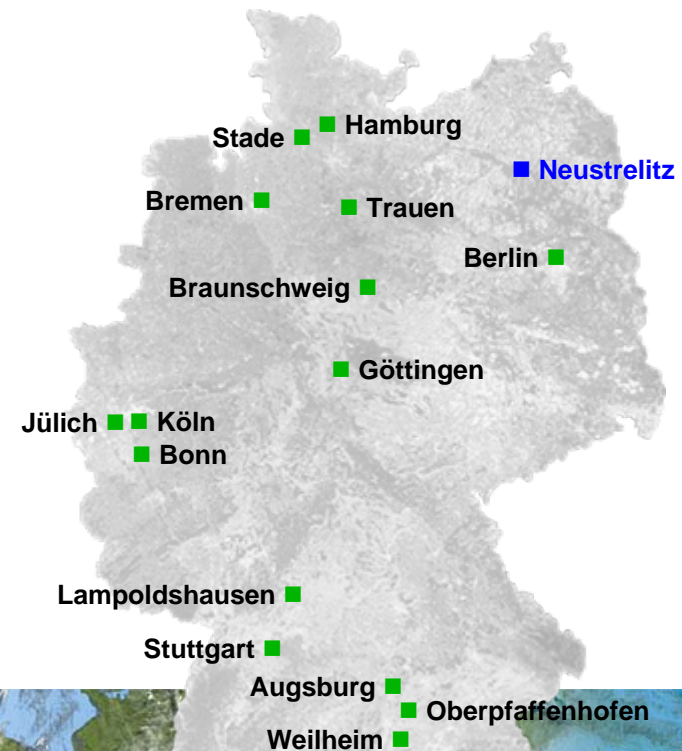 Hamburg
Stade
Neustrelitz
Bremen
Trauen
Berlin
Braunschweig
Göttingen
Jülich
Köln
Bonn
Lampoldshausen
Stuttgart
Augsburg
Oberpfaffenhofen
Weilheim